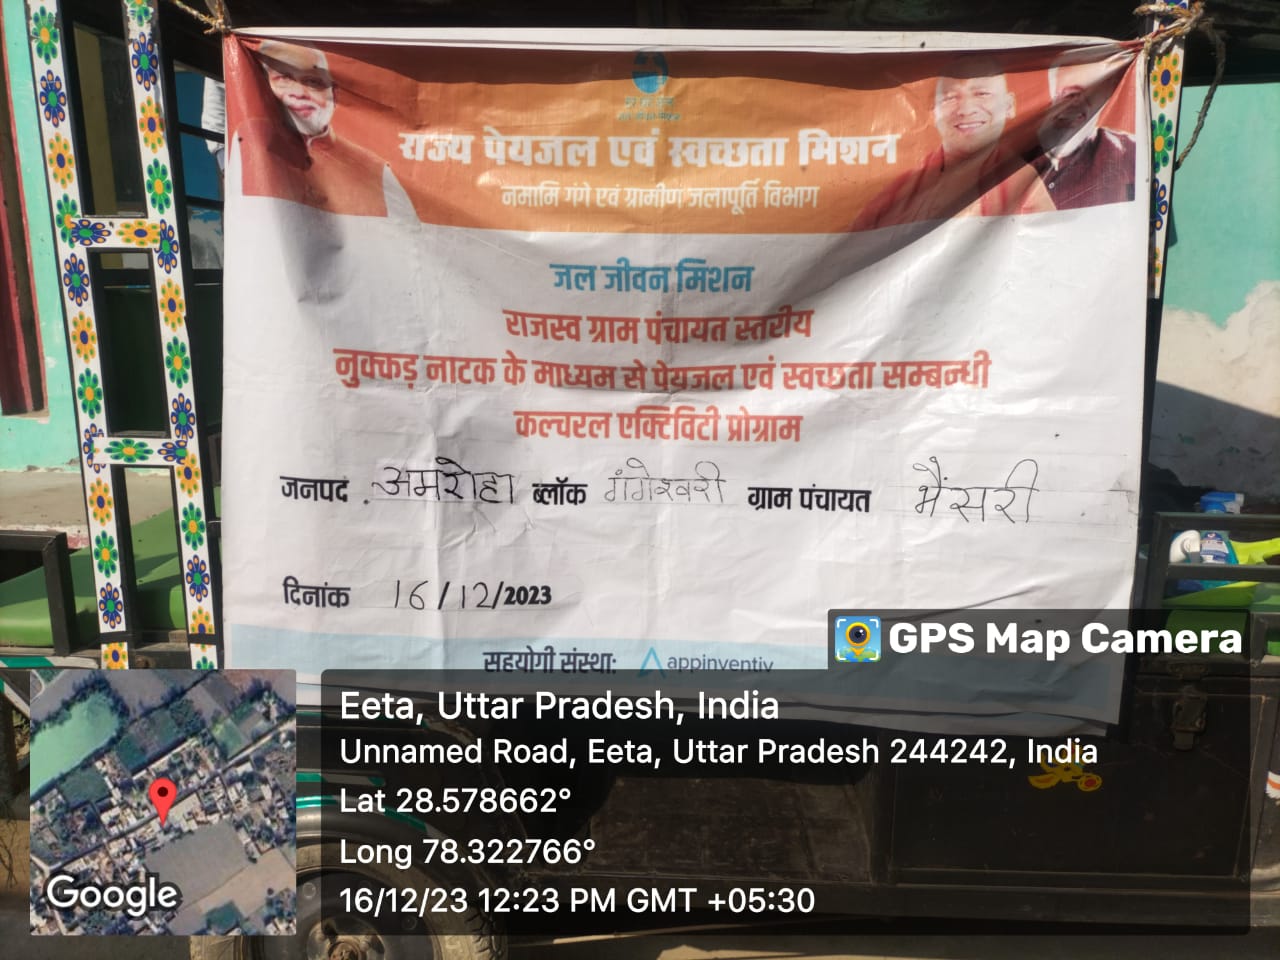 राज्य पेयजल एवं स्वच्छता मिशन
नमामि गंगे एवं ग्रामीण जलापूर्ति विभाग
जल जीवन मिशन
राजस्व ग्राम पंचायत स्तरीय
नुक्कड़ नाटक के माध्यम से पेयजल एवं स्वच्छता सम्बन्धी
कल्चरल एक्टिविटी प्रोग्राम
जनपद अमरोहा ब्लॉक गंगेश्वरी ग्राम पंचायत भैंसरी
दिनांक 16/12/2023
सहयोगी संस्था: appinventiv
GPS Map Camera
Eeta, Uttar Pradesh, India
Unnamed Road, Eeta, Uttar Pradesh 244242, India
Lat 28.578662°
Long 78.322766°
16/12/23 12:23 PM GMT +05:30
Google